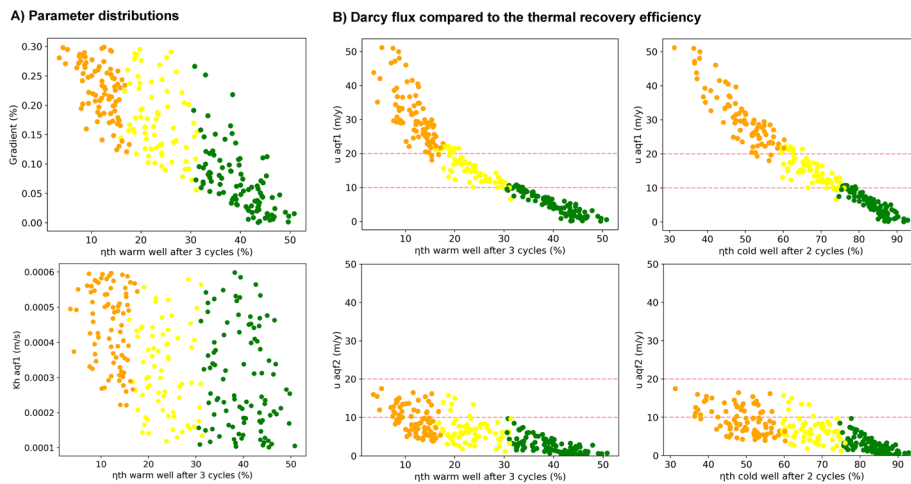 A) Parameter distributions
B) Darcy flux compared to the thermal recovery efficiency
0.30
0.25
0.20
0.15
0.10
0.05
0.00
Gradient (%)
10 20 30 40 50
ηth warm well after 3 cycles (%)
50
40
30
20
10
0
u aqf1 (m/y)
10 20 30 40 50
ηth warm well after 3 cycles (%)
50
40
30
20
10
0
u aqf1 (m/y)
30 40 50 60 70 80 90
ηth cold well after 2 cycles (%)
0.0006
0.0005
0.0004
0.0003
0.0002
0.0001
Kh aqf1 (m/s)
10 20 30 40 50
ηth warm well after 3 cycles (%)
50
40
30
20
10
0
u aqf2 (m/y)
10 20 30 40 50
ηth warm well after 3 cycles (%)
50
40
30
20
10
0
u aqf2 (m/y)
30 40 50 60 70 80 90
ηth cold well after 2 cycles (%)